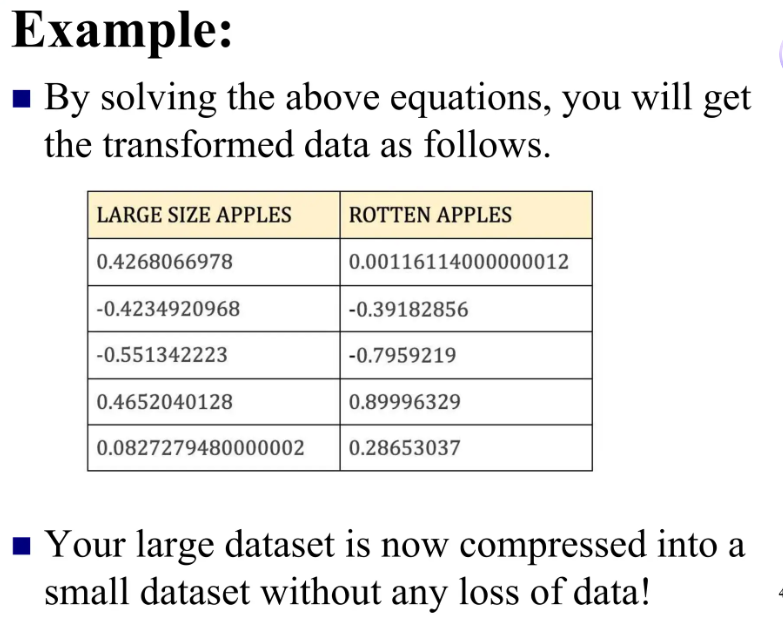 Example:
By solving the above equations, you will get
the transformed data as follows.
LARGE SIZE APPLES ROTTEN APPLES
0.4268066978 0.00116114000000012
-0.4234920968 -0.39182856
-0.551342223 -0.7959219
0.4652040128 0.89996329
0.0827279480000002 0.28653037
Your large dataset is now compressed into a
small dataset without any loss of data!